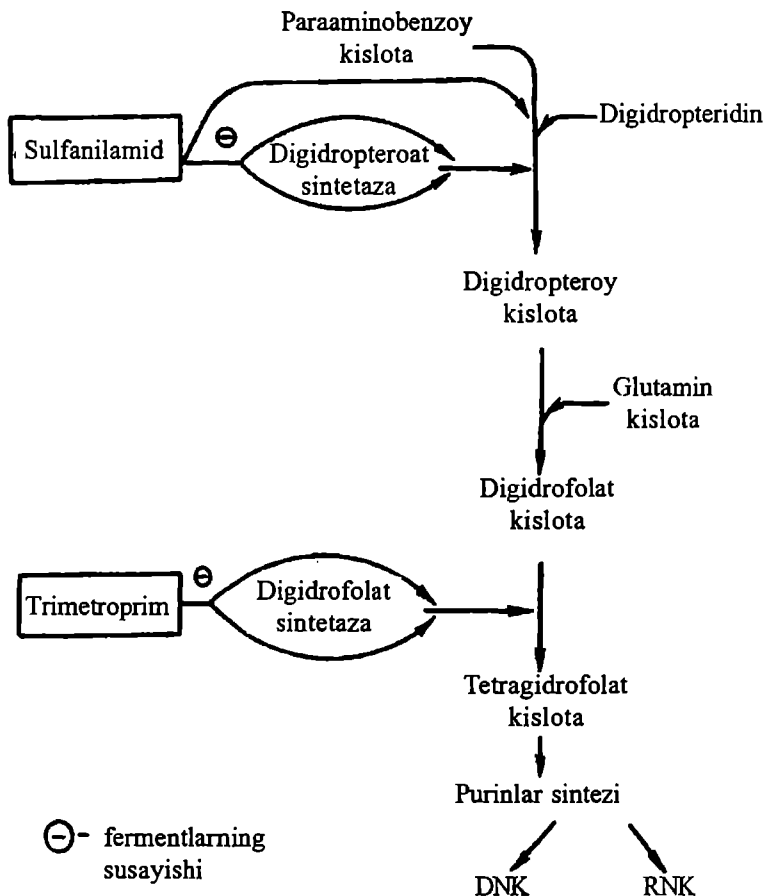 Paraaminobenzoy
kislota
Digidropteridin
Sulfanilamid
⊖
Digidropteroat
sintetaza
Digidropteroy
kislota
Glutamin
kislota
Digidrofolat
kislota
Trimetroprim
⊖
Digidrofolat
sintetaza
Tetragidrofolat
kislota
Purinlar sintezi
⊖- fermentlarning
susayishi
DNK
RNK